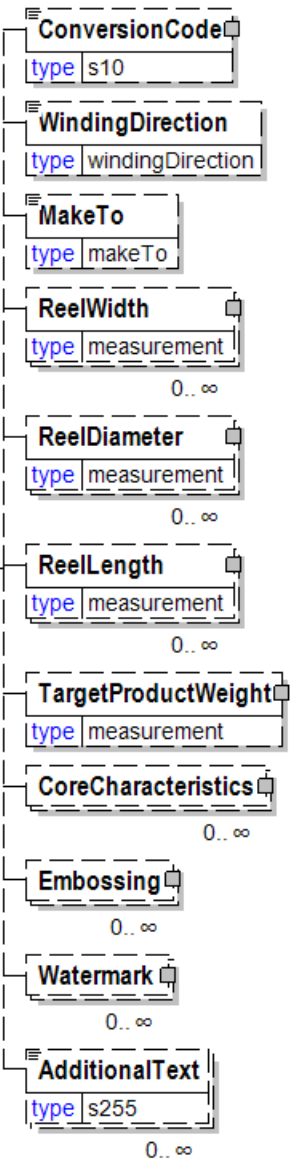 ConversionCode
type s10
WindingDirection
type windingDirection
MakeTo
type makeTo
ReelWidth
type measurement
0.. ∞
ReelDiameter
type measurement
0.. ∞
ReelLength
type measurement
0.. ∞
TargetProductWeight
type measurement
CoreCharacteristics
0.. ∞
Embossing
0.. ∞
Watermark
0.. ∞
AdditionalText
type s255
0.. ∞